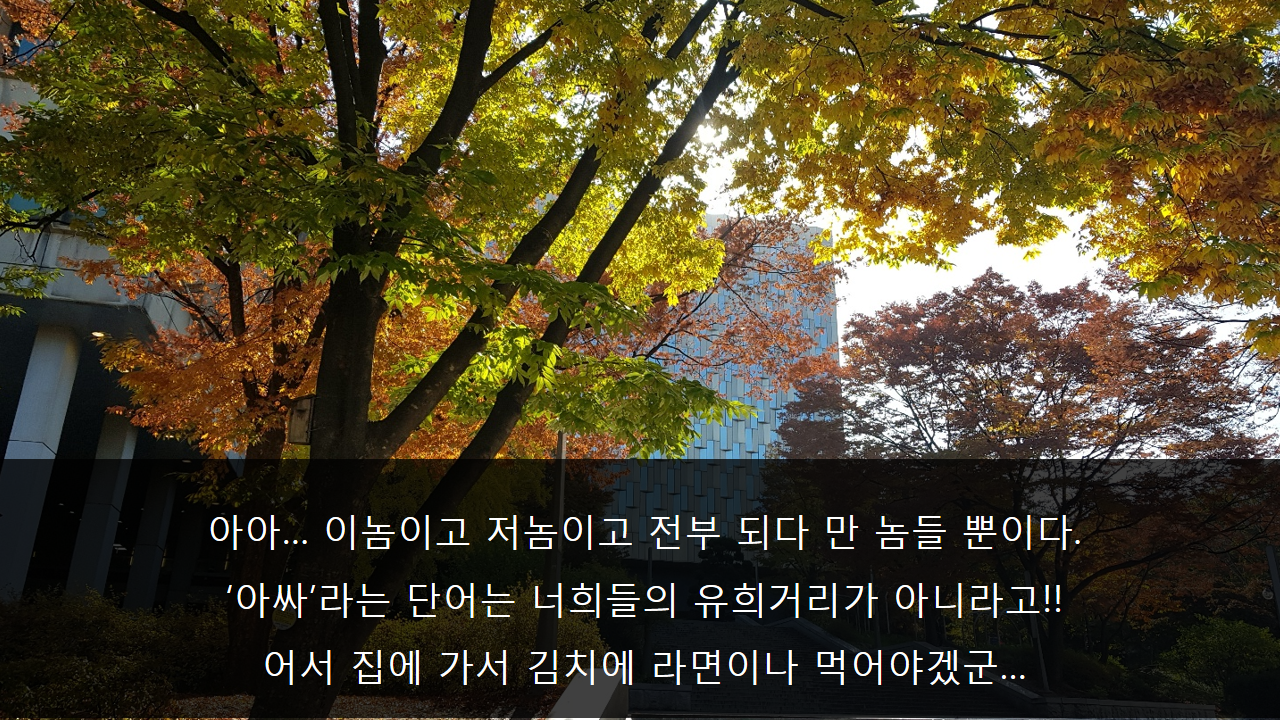 아아... 이놈이고 저놈이고 전부 되다 만 놈들 뿐이다.
‘아싸’라는 단어는 너희들의 유희거리가 아니라고!!
어서 집에 가서 김치에 라면이나 먹어야겠군...